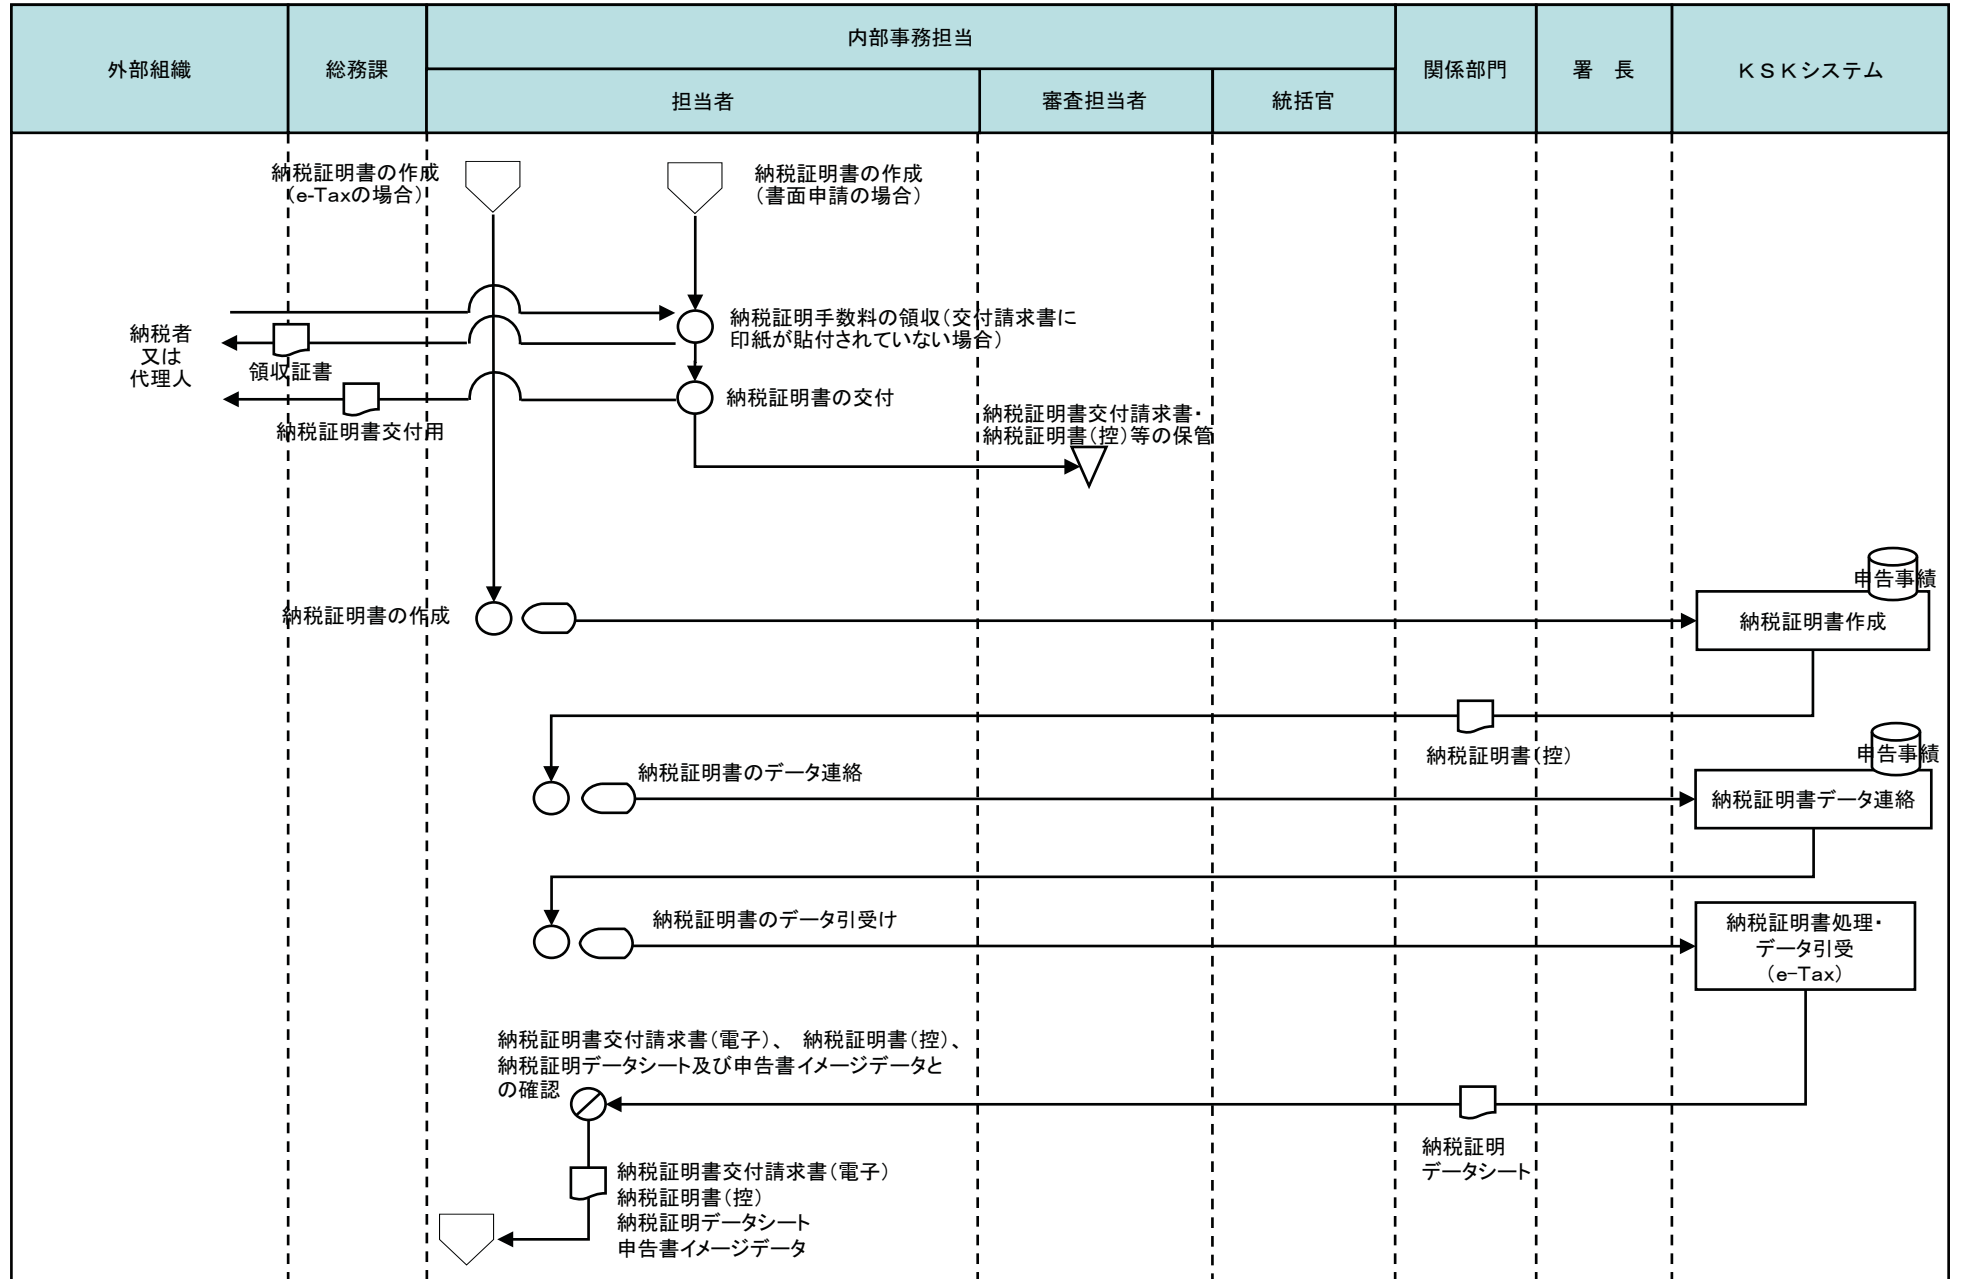 外部組織
総務課
内部事務担当
担当者
審査担当者
統括官
関係部門
署　長
ＫＳＫシステム
納税証明書の作成
（e-Taxの場合）
納税証明書の作成
（書面申請の場合）
納税者
又は
代理人
領収証書
納税証明手数料の領収（交付請求書に
印紙が貼付されていない場合）
納税証明書の交付
納税証明書交付用
納税証明書交付請求書・
納税証明書（控）等の保管
納税証明書の作成
申告事績
納税証明書作成
納税証明書（控）
納税証明書のデータ連絡
申告事績
納税証明書データ連絡
納税証明書のデータ引受け
納税証明書処理・
データ引受
（e-Tax）
納税証明書交付請求書（電子）、 納税証明書（控）、
納税証明データシート及び申告書イメージデータと
の確認
納税証明
データシート
納税証明書交付請求書（電子）
納税証明書（控）
納税証明データシート
申告書イメージデータ